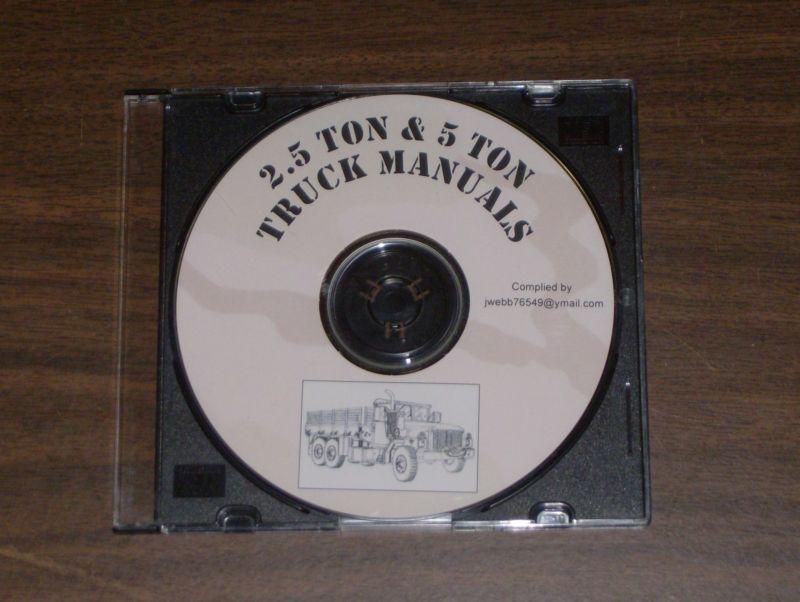 2.5 TON & 5 TON
TRUCK MANUALS
Complied by
jwebb76549@ymail.com